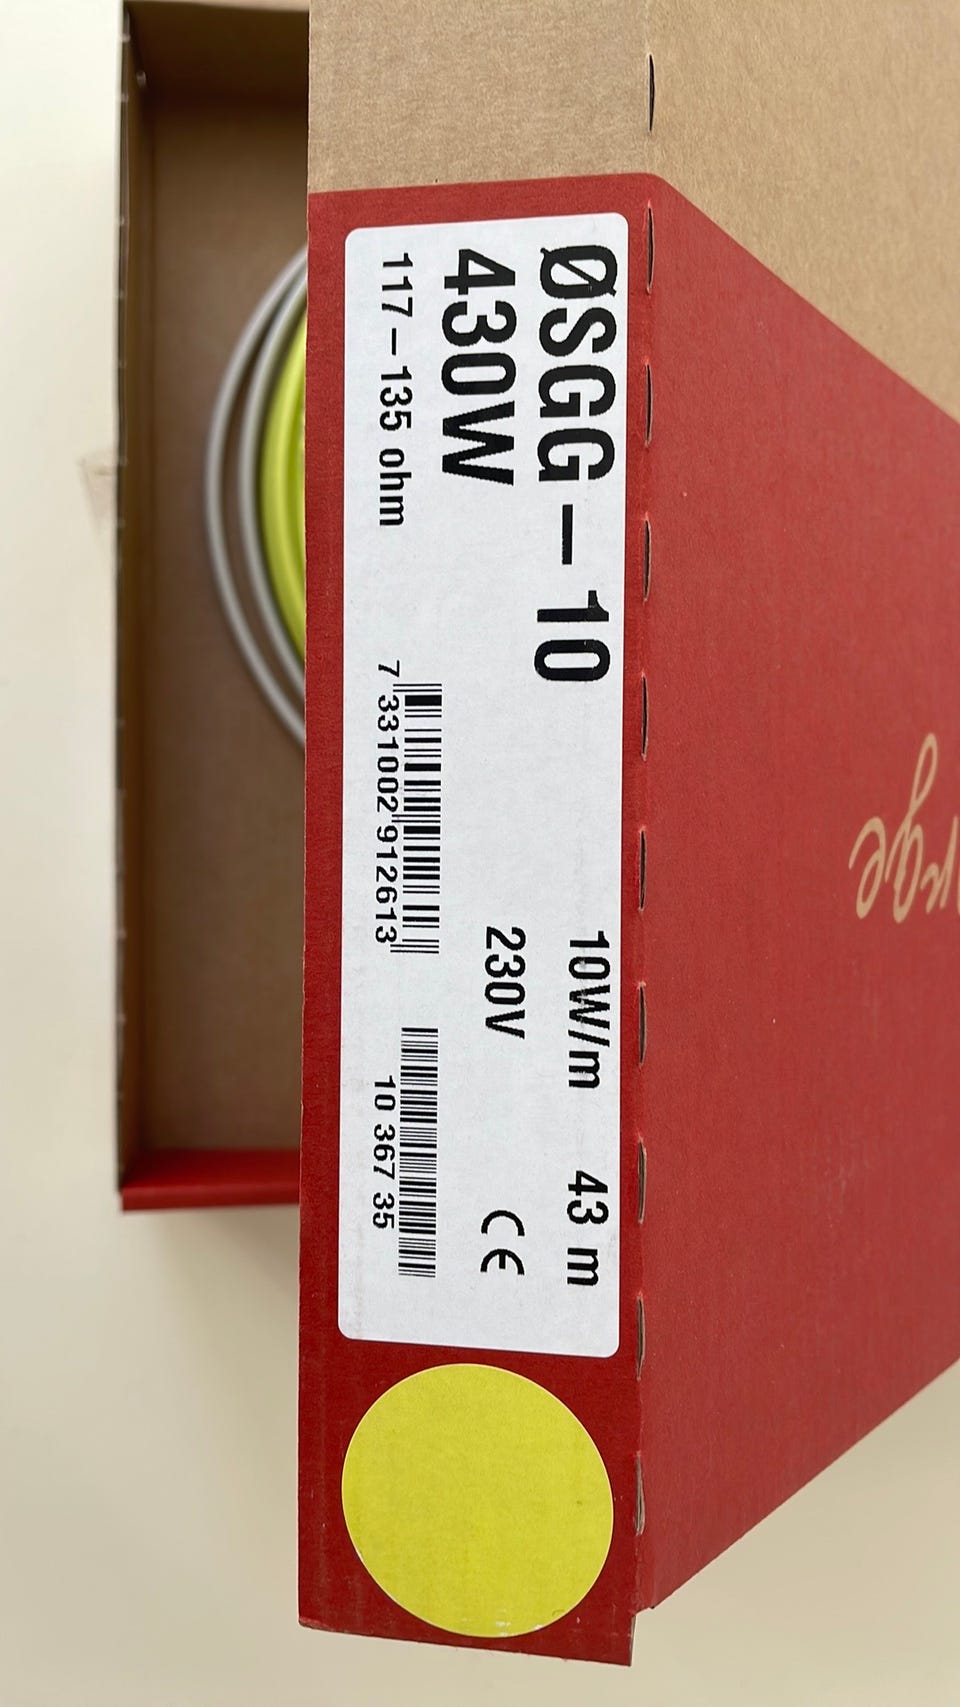 ØSGG-10 10W/m 43 m
430W 230V CE
117-135 ohm
7 331002 912613
10 367 35